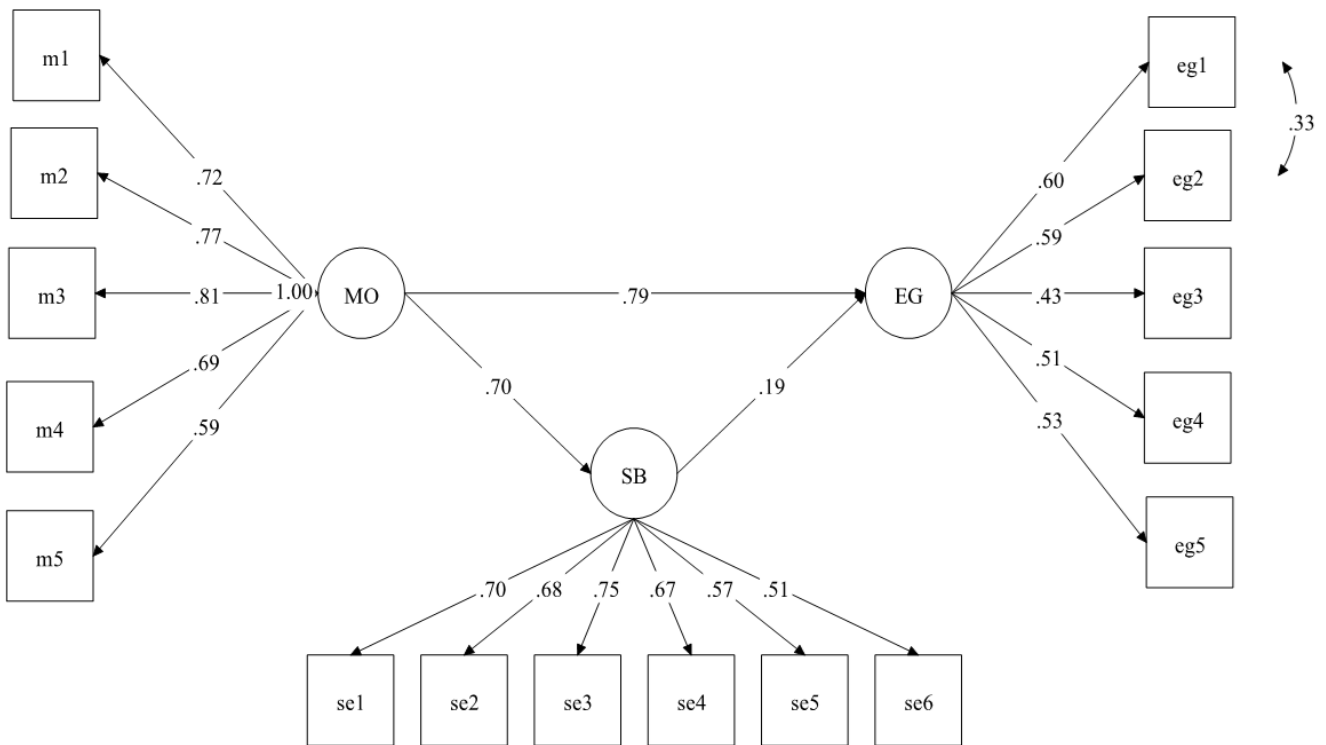 m1
m2
m3
m4
m5
.72
.77
.81
.69
.59
1.00
MO
.79
.70
.19
SB
EG
.60
.59
.43
.51
.53
eg1
eg2
eg3
eg4
eg5
.33
.70
.68
.75
.67
.57
.51
se1
se2
se3
se4
se5
se6